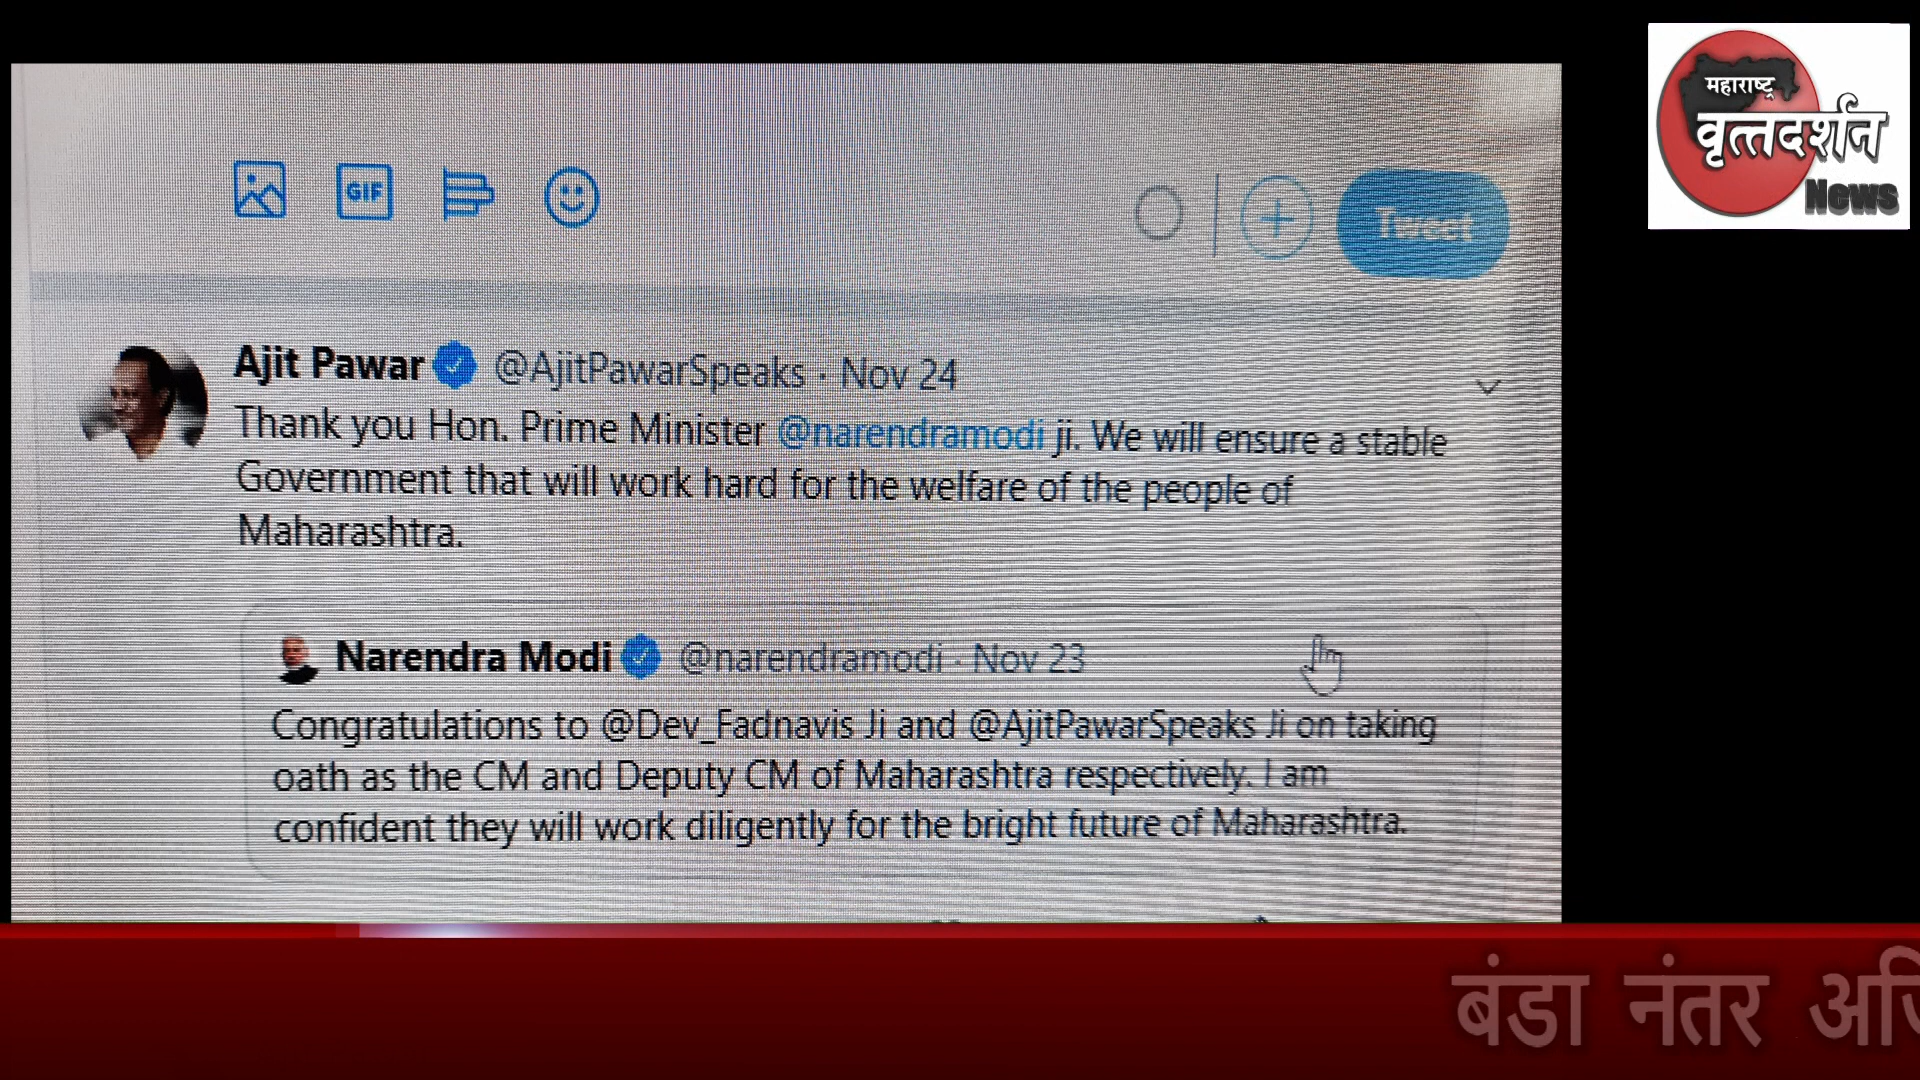 महाराष्ट्र
वृत्तदर्शन
News
GIF
Tweet
Ajit Pawar @AjitPawarSpeaks · Nov 24
Thank you Hon. Prime Minister @narendramodi ji. We will ensure a stable
Government that will work hard for the welfare of the people of
Maharashtra.
Narendra Modi @narendramodi · Nov 23
Congratulations to @Dev_Fadnavis Ji and @AjitPawarSpeaks Ji on taking
oath as the CM and Deputy CM of Maharashtra respectively. I am
confident they will work diligently for the bright future of Maharashtra.
बंडा नंतर